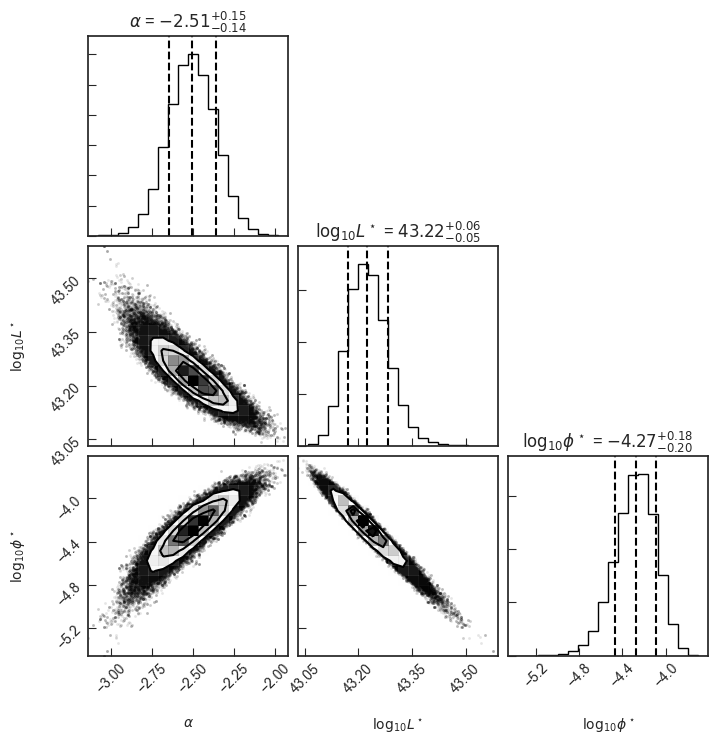 α = −2.51+0.15−0.14
log10L⋆ = 43.22+0.06−0.05
43.50
43.35
43.20
43.05
log10L⋆
log10ϕ⋆ = −4.27+0.18−0.20
−4.0
−4.4
−4.8
−5.2
log10ϕ⋆
−3.00
−2.75
−2.50
−2.25
−2.00
43.05
43.20
43.35
43.50
−5.2
−4.8
−4.4
−4.0
α
log10L⋆
log10ϕ⋆